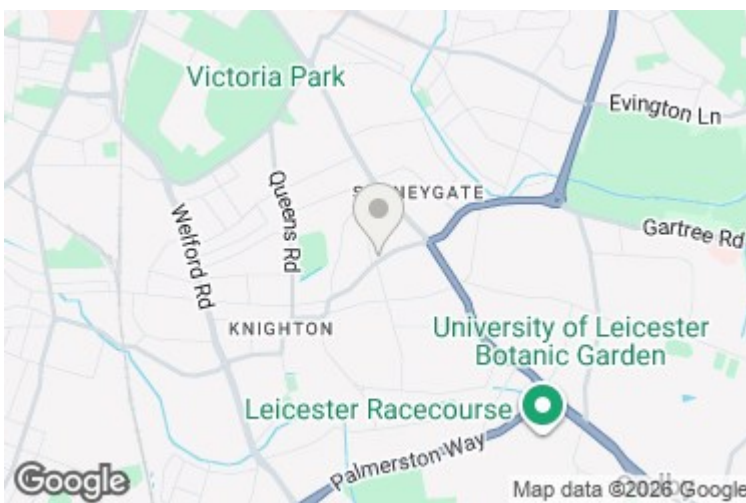 Victoria Park
Evington Ln
Queens Rd
Gartree Rd
Welford Rd
KNIGHTON
University of Leicester
Botanic Garden
Leicester Racecourse
Palmerston Way
Google
Map data ©2026 Google